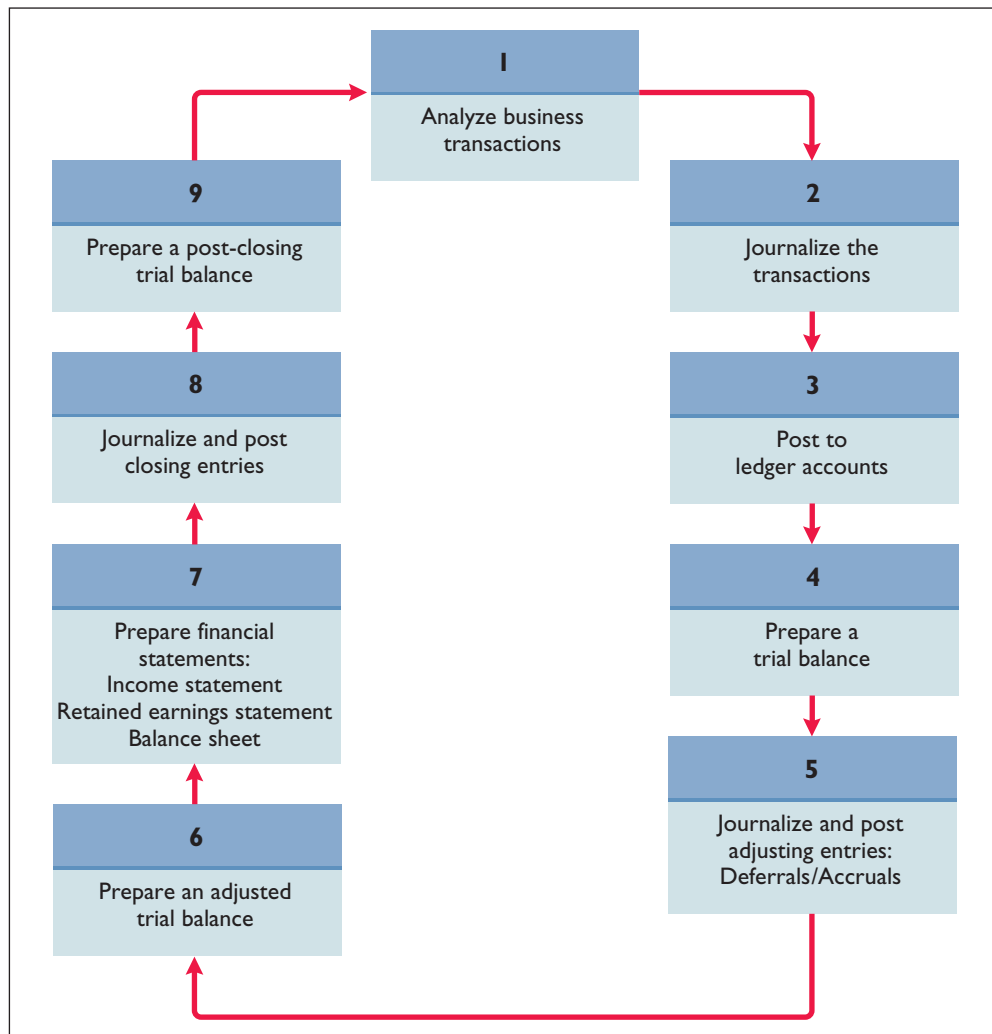 1
Analyze business
transactions
2
Journalize the
transactions
3
Post to
ledger accounts
4
Prepare a
trial balance
5
Journalize and post
adjusting entries:
Deferrals/Accruals
6
Prepare an adjusted
trial balance
7
Prepare financial
statements:
Income statement
Retained earnings statement
Balance sheet
8
Journalize and post
closing entries
9
Prepare a post-closing
trial balance